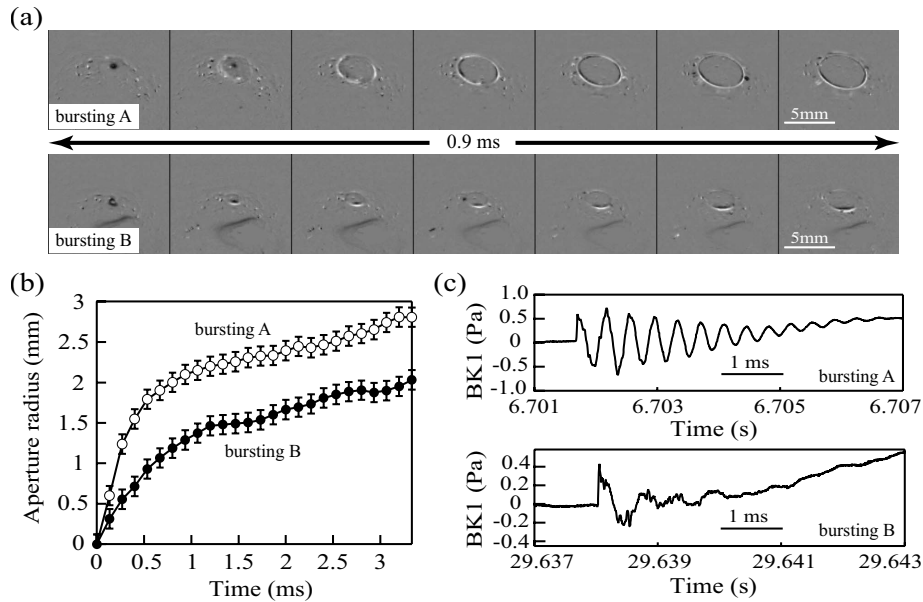 (a)
bursting A
5mm
0.9 ms
bursting B
5mm
(b)
3
2.5
2
1.5
1
0.5
0
Aperture radius (mm)
bursting A
bursting B
0 0.5 1 1.5 2 2.5 3
Time (ms)
(c)
1.0
0.5
0
-0.5
-1.0
BK1 (Pa)
1 ms
bursting A
6.701 6.703 6.705 6.707
Time (s)
0.4
0.2
0
-0.2
-0.4
BK1 (Pa)
1 ms
bursting B
29.637 29.639 29.641 29.643
Time (s)